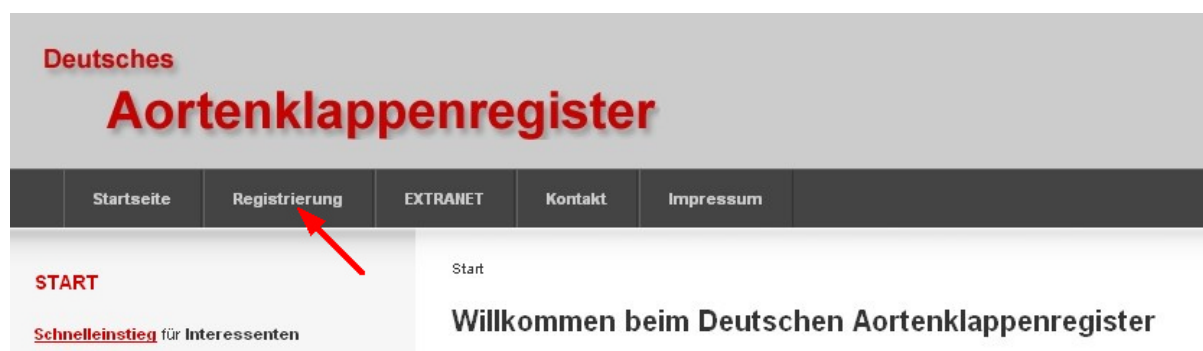 Deutsches
Aortenklappenregister
Startseite Registrierung EXTRANET Kontakt Impressum
START
Schnelleinstieg für Interessenten
Start
Willkommen beim Deutschen Aortenklappenregister